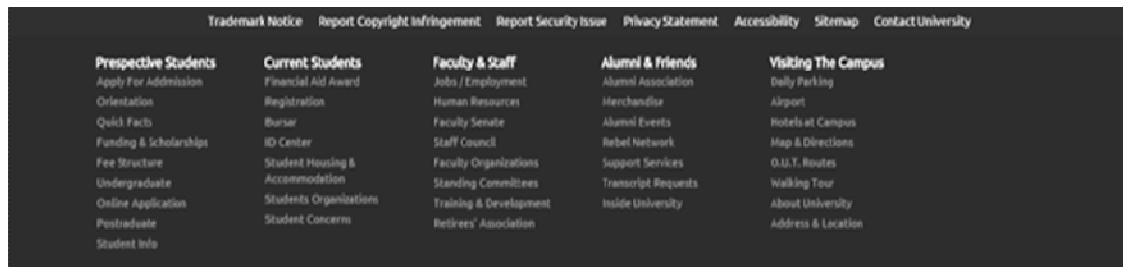 Trademark Notice Report Copyright Infringement Report Security Issue Privacy Statement Accessibility Sitemap Contact University
Prespective Students
Apply For Addmission
Orientation
Quick Facts
Funding & Scholarships
Fee Structure
Undergraduate
Online Application
Postraduate
Student Info
Current Students
Financial Aid Award
Registration
Bursar
ID Center
Student Housing &
Accommodation
Students Organizations
Student Concerns
Faculty & Staff
Jobs / Employment
Human Resources
Faculty Senate
Staff Council
Faculty Organizations
Standing Committees
Training & Development
Retirees' Association
Alumni & Friends
Alumni Association
Merchandise
Alumni Events
Rebel Network
Support Services
Transcript Requests
Inside University
Visiting The Campus
Daily Parking
Airport
Hotels at Campus
Map & Directions
O.U.T. Routes
Walking Tour
About University
Address & Location